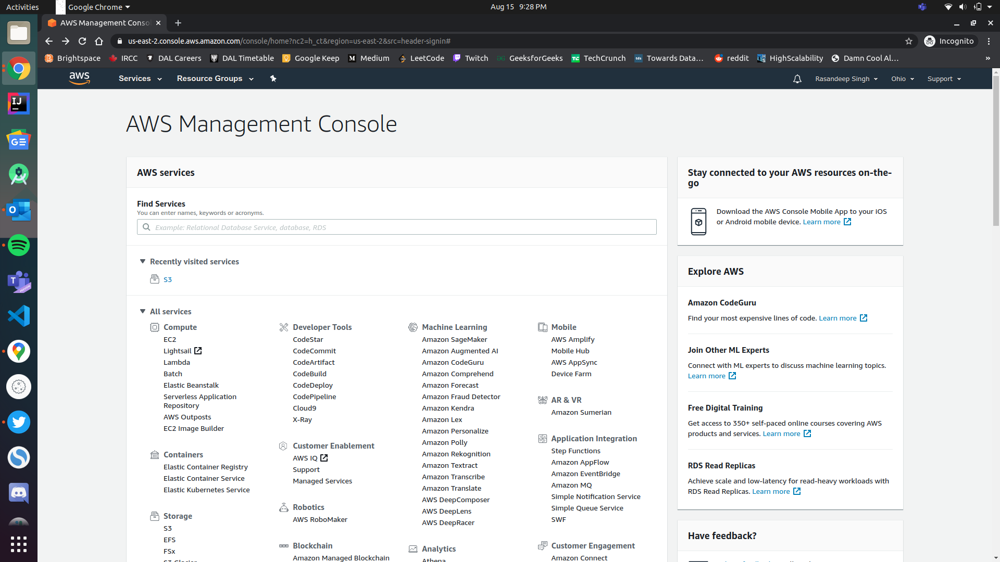 Activities
Google Chrome
Aug 15 9:28 PM
AWS Management Conso
us-east-2.console.aws.amazon.com/console/home?nc2=h_ct&region=us-east-2&src=header-signin#
Incognito
Brightspace
IRCC
DAL Careers
DAL Timetable
Google Keep
Medium
LeetCode
Twitch
GeeksforGeeks
TechCrunch
Towards Data...
reddit
HighScalability
Damn Cool Al...
»
aws
Services
Resource Groups
Rasandeep Singh
Ohio
Support
AWS Management Console
AWS services
Find Services
You can enter names, keywords or acronyms.
Example: Relational Database Service, database, RDS
Recently visited services
S3
All services
Compute
EC2
Lightsail
Lambda
Batch
Elastic Beanstalk
Serverless Application
Repository
AWS Outposts
EC2 Image Builder
Containers
Elastic Container Registry
Elastic Container Service
Elastic Kubernetes Service
Storage
S3
EFS
FSx
S3 Glacier
Developer Tools
CodeStar
CodeCommit
CodeArtifact
CodeBuild
CodeDeploy
CodePipeline
Cloud9
X-Ray
Customer Enablement
AWS IQ
Support
Managed Services
Robotics
AWS RoboMaker
Blockchain
Amazon Managed Blockchain
Machine Learning
Amazon SageMaker
Amazon Augmented AI
Amazon CodeGuru
Amazon Comprehend
Amazon Forecast
Amazon Fraud Detector
Amazon Kendra
Amazon Lex
Amazon Personalize
Amazon Polly
Amazon Rekognition
Amazon Textract
Amazon Transcribe
Amazon Translate
AWS DeepComposer
AWS DeepLens
AWS DeepRacer
Analytics
Athena
Mobile
AWS Amplify
Mobile Hub
AWS AppSync
Device Farm
AR & VR
Amazon Sumerian
Application Integration
Step Functions
Amazon AppFlow
Amazon EventBridge
Amazon MQ
Simple Notification Service
Simple Queue Service
SWF
Customer Engagement
Amazon Connect
Stay connected to your AWS resources on-the-
go
Download the AWS Console Mobile App to your iOS
or Android mobile device. Learn more
Explore AWS
Amazon CodeGuru
Find your most expensive lines of code. Learn more
Join Other ML Experts
Connect with ML experts to discuss machine learning topics.
Learn more
Free Digital Training
Get access to 350+ self-paced online courses covering AWS
products and services. Learn more
RDS Read Replicas
Achieve scale and low-latency for read-heavy workloads with
RDS Read Replicas. Learn more
Have feedback?